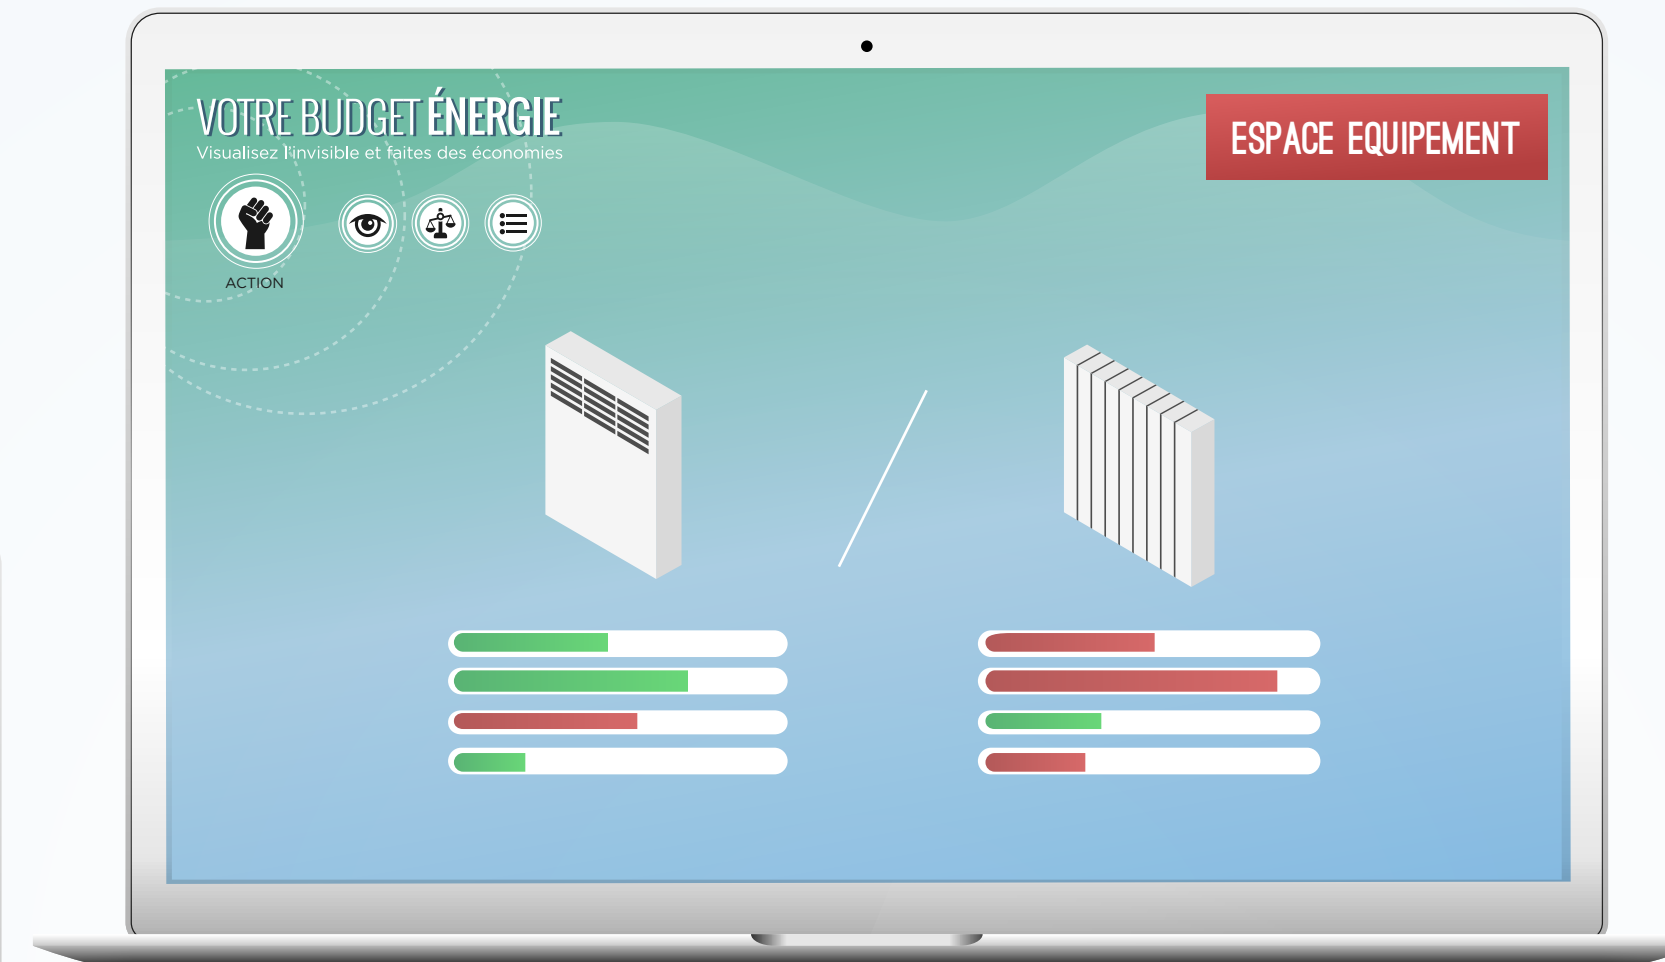 VOTRE BUDGET ÉNERGIE
Visualisez l'invisible et faites des économies
ESPACE EQUIPEMENT
ACTION